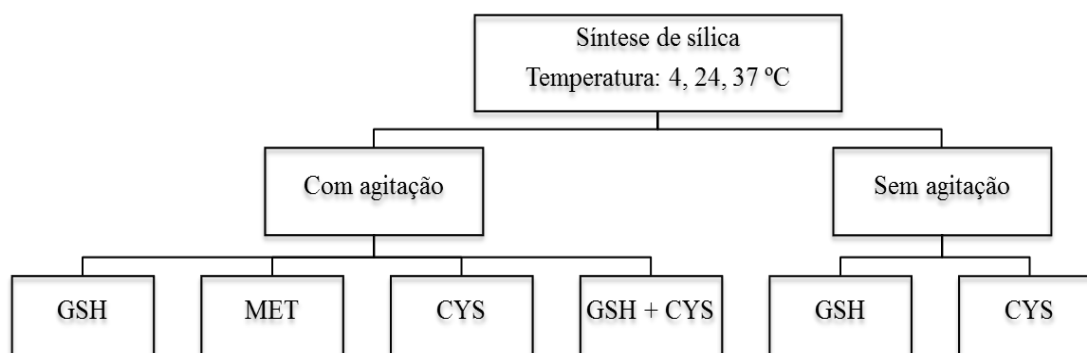 Síntese de sílica
Temperatura: 4, 24, 37 ºC
Com agitação
Sem agitação
GSH
MET
CYS
GSH + CYS
GSH
CYS